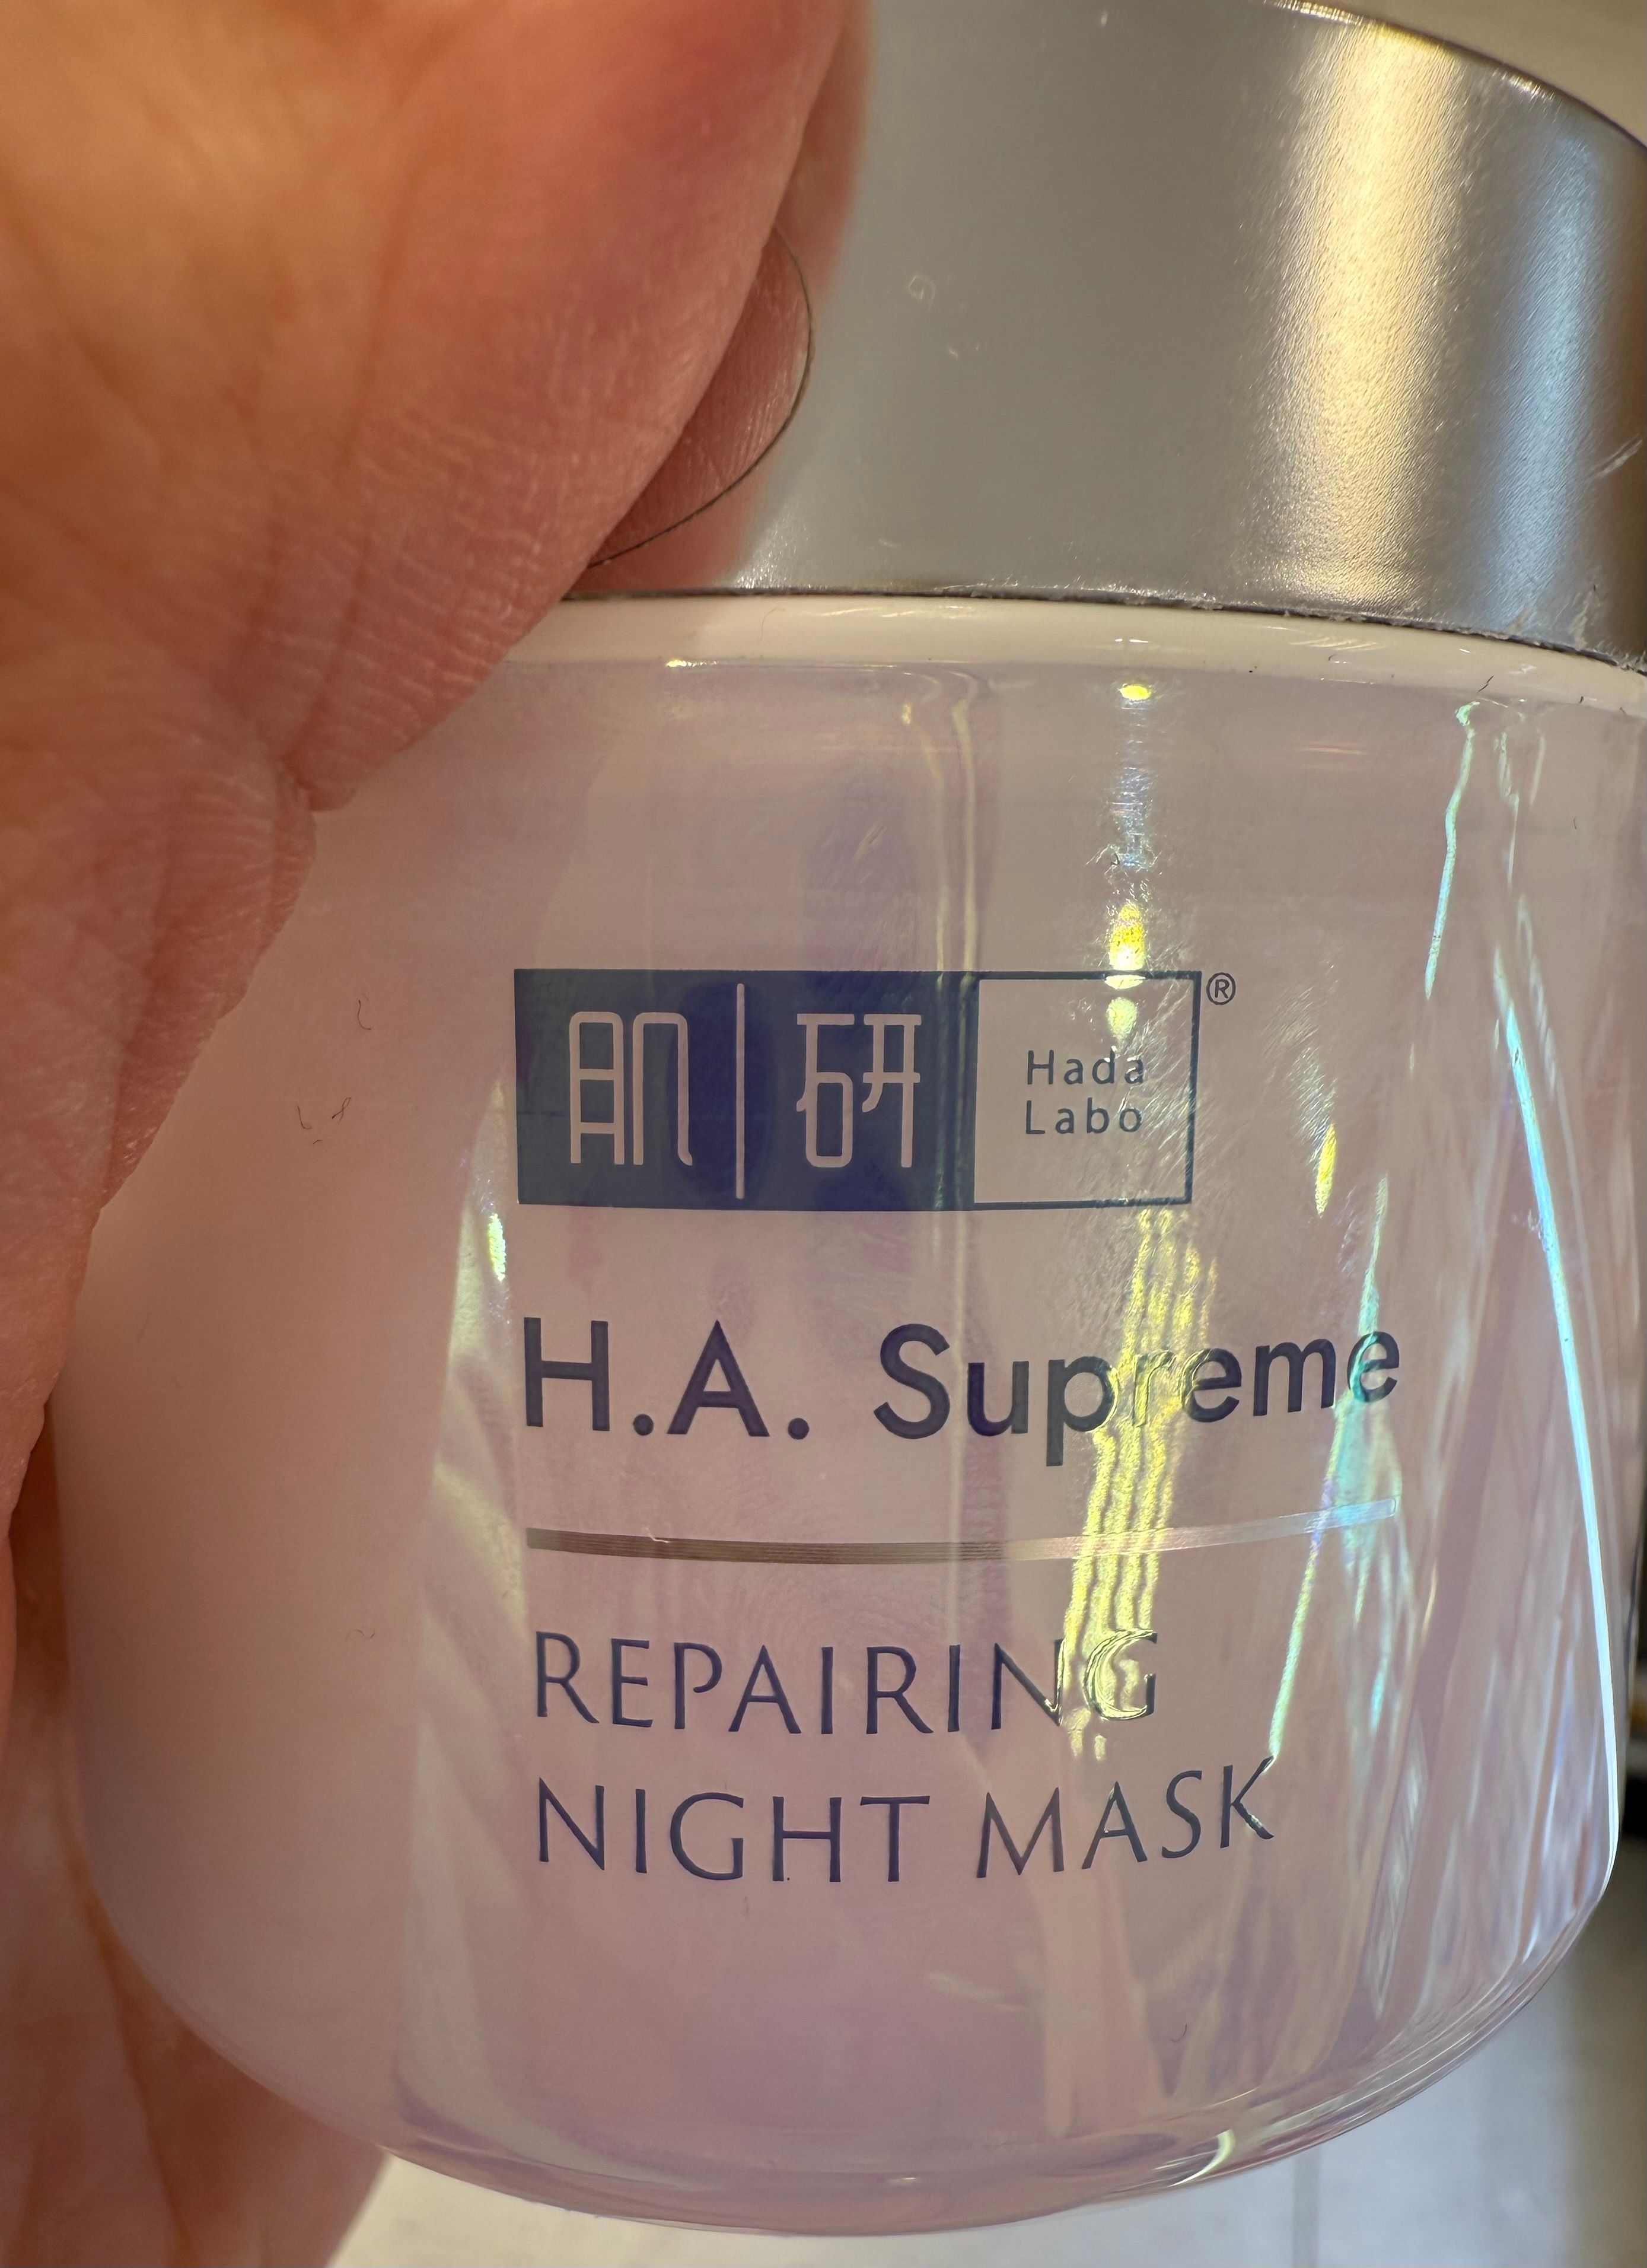 肌 研
Hada
Labo
®
H.A. Supreme
REPAIRING
NIGHT MASK